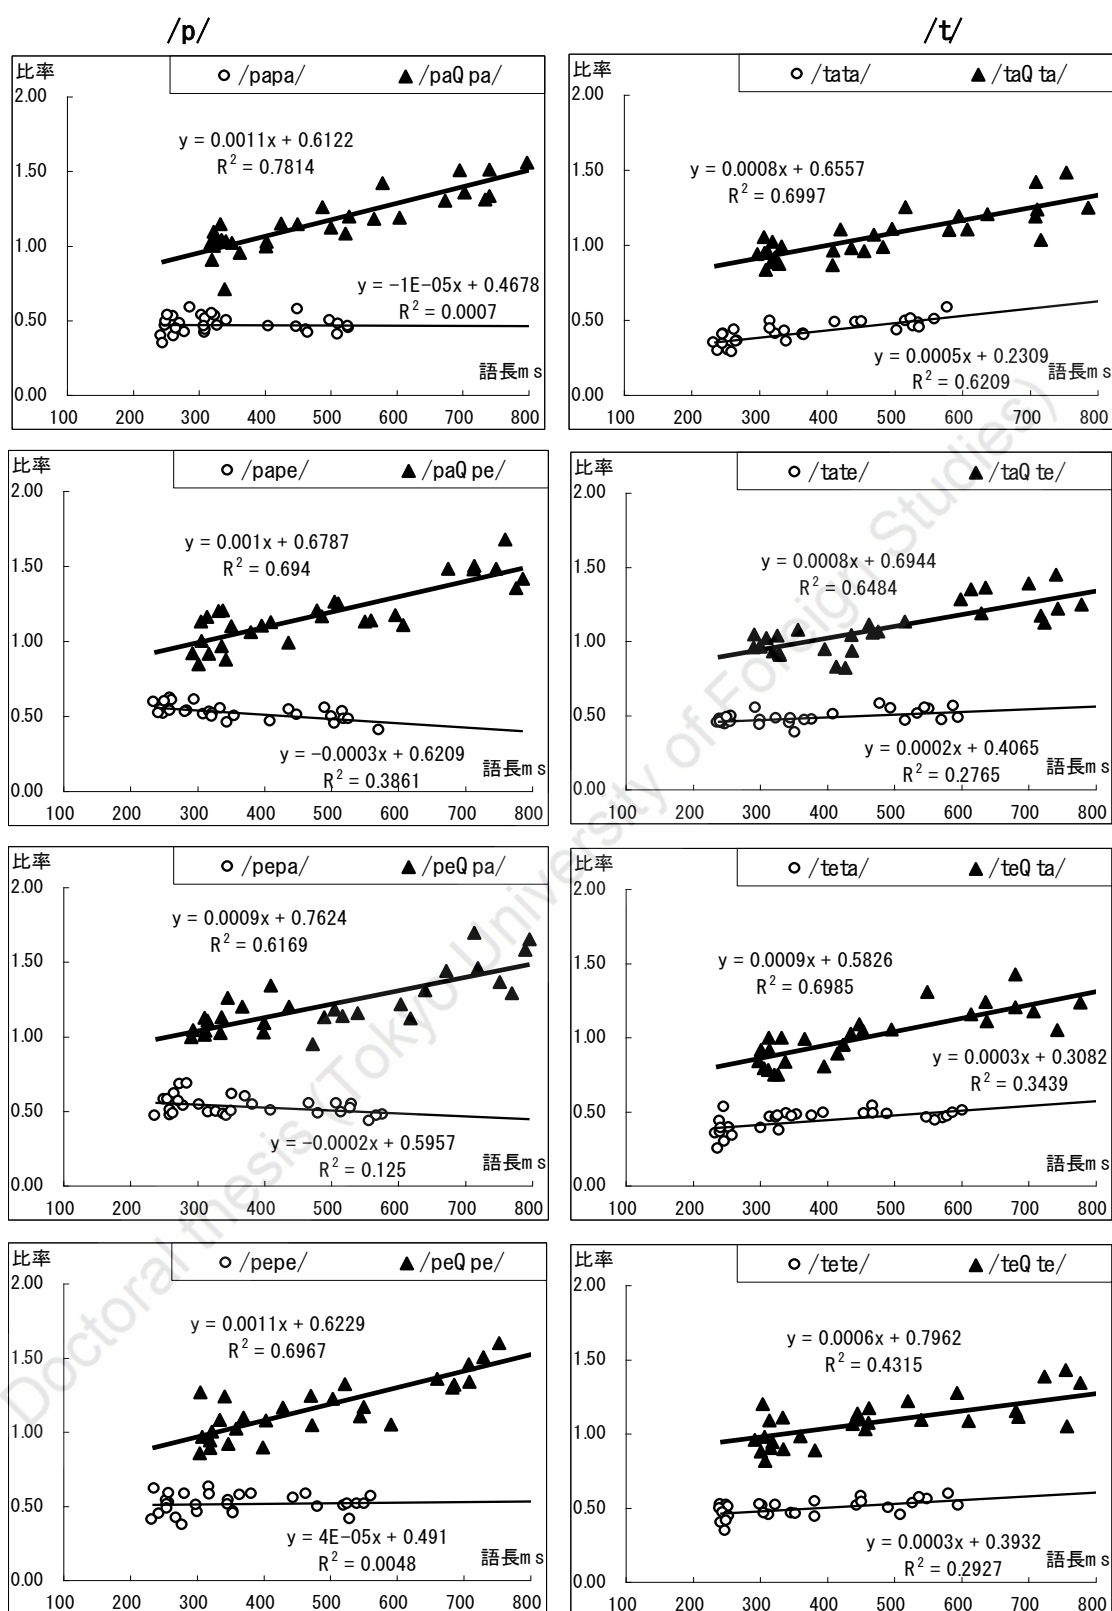 /p/
/t/
比率
/papa/ /paQ pa/
2.00
y = 0.0011x + 0.6122
R2 = 0.7814
1.50
1.00
y = −1E−05x + 0.4678
R2 = 0.0007
0.50
語長ms
0.00
100 200 300 400 500 600 700 800
/tata/ /taQ ta/
2.00
y = 0.0008x + 0.6557
R2 = 0.6997
1.50
1.00
0.50
y = 0.0005x + 0.2309
R2 = 0.6209
語長ms
0.00
100 200 300 400 500 600 700 800
比率
/pape/ /paQ pe/
2.00
y = 0.001x + 0.6787
R2 = 0.694
1.50
1.00
0.50
y = −0.0003x + 0.6209
R2 = 0.3861
語長ms
0.00
100 200 300 400 500 600 700 800
比率
/tate/ /taQ te/
2.00
y = 0.0008x + 0.6944
R2 = 0.6484
1.50
1.00
0.50
y = 0.0002x + 0.4065
R2 = 0.2765
語長ms
0.00
100 200 300 400 500 600 700 800
比率
/pepa/ /peQ pa/
2.00
y = 0.0009x + 0.7624
R2 = 0.6169
1.50
1.00
0.50
y = −0.0002x + 0.5957
R2 = 0.125
語長ms
0.00
100 200 300 400 500 600 700 800
比率
/teta/ /teQ ta/
2.00
y = 0.0009x + 0.5826
R2 = 0.6985
1.50
1.00
y = 0.0003x + 0.3082
R2 = 0.3439
0.50
語長ms
0.00
100 200 300 400 500 600 700 800
比率
/pepe/ /peQ pe/
2.00
y = 0.0011x + 0.6229
R2 = 0.6967
1.50
1.00
0.50
y = 4E−05x + 0.491
R2 = 0.0048
語長ms
0.00
100 200 300 400 500 600 700 800
比率
/tete/ /teQ te/
2.00
y = 0.0006x + 0.7962
R2 = 0.4315
1.50
1.00
0.50
y = 0.0003x + 0.3932
R2 = 0.2927
語長ms
0.00
100 200 300 400 500 600 700 800
Doctoral thesis (Tokyo University of Foreign Studies)